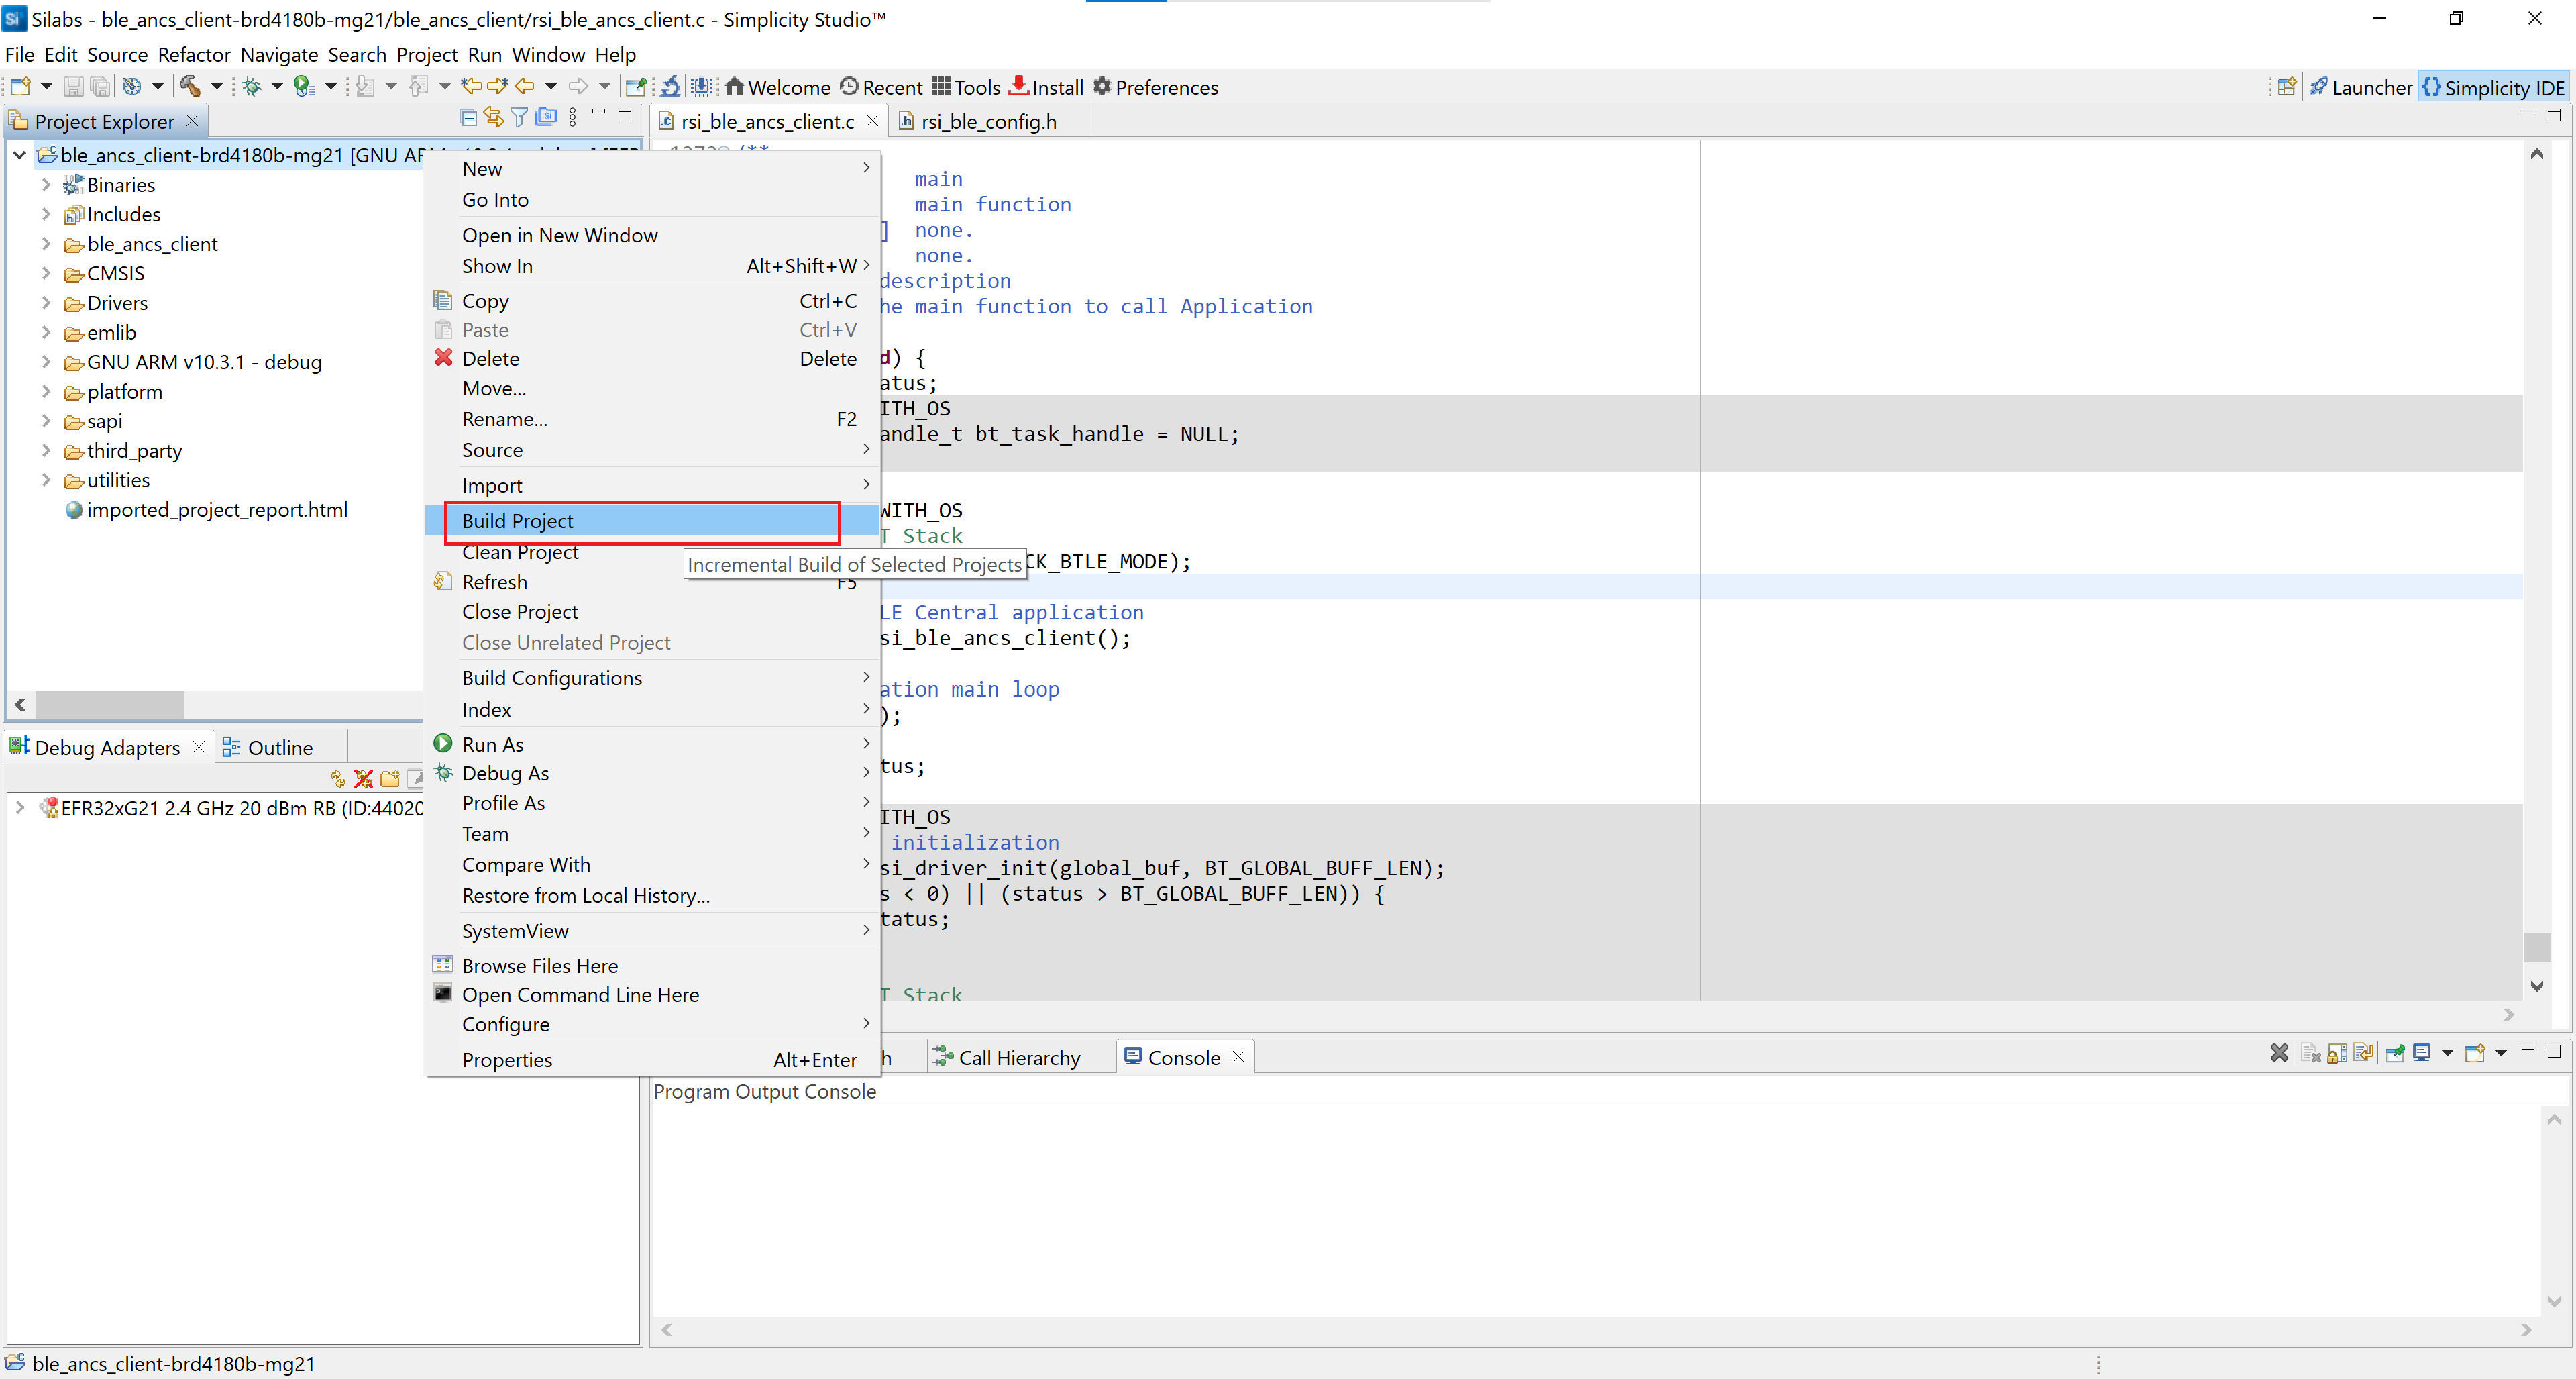 Silabs - ble_ancs_client-brd4180b-mg21/ble_ancs_client/rsi_ble_ancs_client.c - Simplicity Studio™
File Edit Source Refactor Navigate Search Project Run Window Help
Welcome Recent Tools Install Preferences
Launcher {} Simplicity IDE
Project Explorer
ble_ancs_client-brd4180b-mg21 [GNU AR
Binaries
Includes
ble_ancs_client
CMSIS
Drivers
emlib
GNU ARM v10.3.1 - debug
platform
sapi
third_party
utilities
imported_project_report.html
Debug Adapters
Outline
EFR32xG21 2.4 GHz 20 dBm RB (ID:44020
New
Go Into
Open in New Window
Show In Alt+Shift+W
Copy Ctrl+C
Paste Ctrl+V
Delete Delete
Move...
Rename... F2
Source
Import
Build Project
Clean Project
Incremental Build of Selected Projects
Refresh F5
Close Project
Close Unrelated Project
Build Configurations
Index
Run As
Debug As
Profile As
Team
Compare With
Restore from Local History...
SystemView
Browse Files Here
Open Command Line Here
Configure
Properties Alt+Enter
rsi_ble_ancs_client.c
rsi_ble_config.h
main
main function
] none.
none.
description
he main function to call Application
d) {
atus;
ITH_OS
andle_t bt_task_handle = NULL;
WITH_OS
T Stack
CK_BTLE_MODE);
LE Central application
si_ble_ancs_client();
ation main loop
);
tus;
ITH_OS
initialization
si_driver_init(global_buf, BT_GLOBAL_BUFF_LEN);
s < 0) || (status > BT_GLOBAL_BUFF_LEN)) {
tatus;
T Stack
h
Call Hierarchy
Console
Program Output Console
ble_ancs_client-brd4180b-mg21